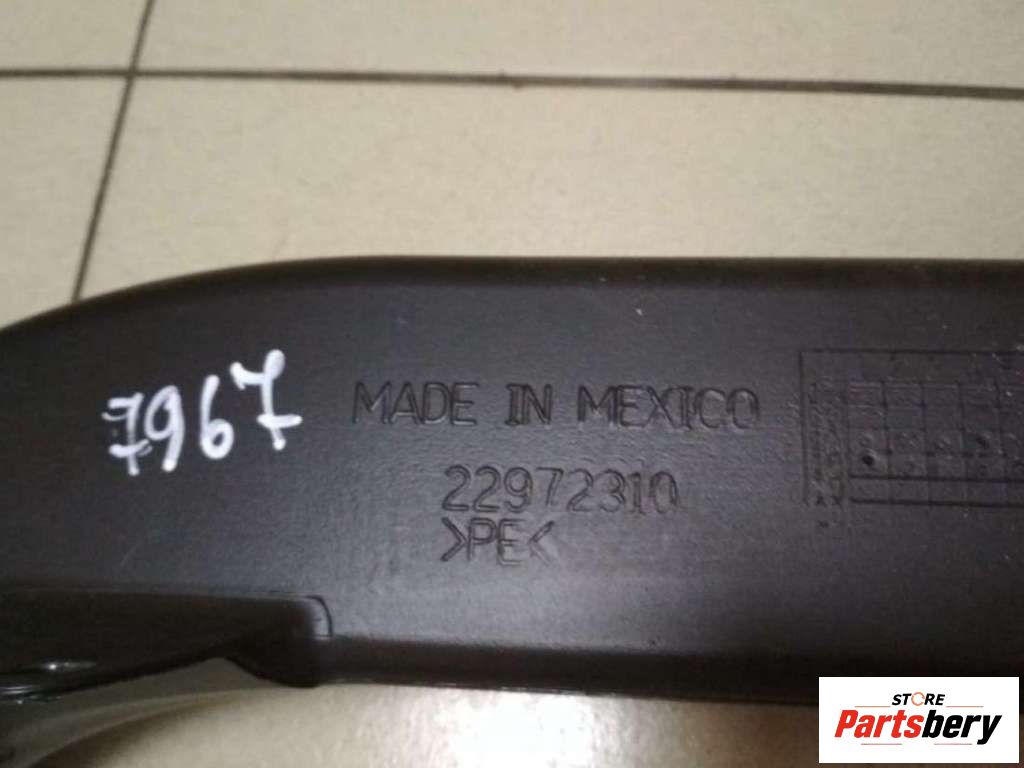 7967
MADE IN MEXICO
22972310
>PE<
STORE
Partsbery